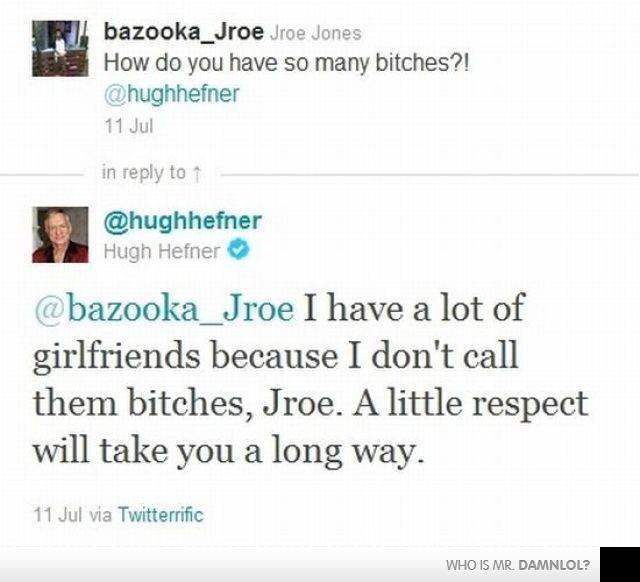 bazooka_Jroe Jroe Jones
How do you have so many bitches?!
@hughhefner
11 Jul
in reply to ↑
@hughhefner
Hugh Hefner
@bazooka_Jroe I have a lot of
girlfriends because I don't call
them bitches, Jroe. A little respect
will take you a long way.
11 Jul via Twitterrific
WHO IS MR. DAMNLOL?